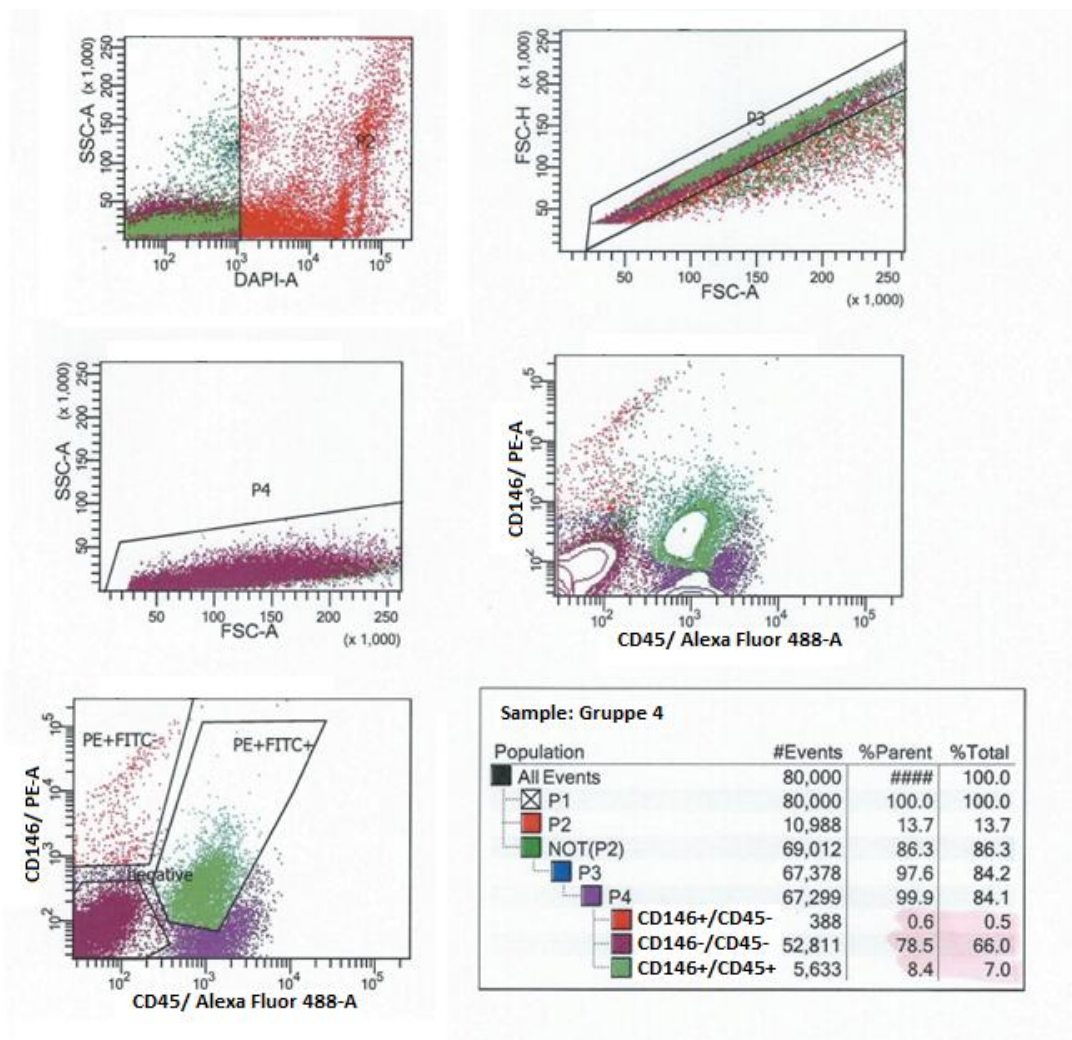 SSC-A (x 1,000)
250
200
150
100
50
P2
10² 10³ 10⁴ 10⁵
DAPI-A
FSC-H (x 1,000)
250
200
150
100
50
P3
50 100 150 200 250
FSC-A
(x 1,000)
SSC-A (x 1,000)
250
200
150
100
50
P4
50 100 150 200 250
FSC-A
(x 1,000)
CD146/ PE-A
10⁵
10⁴
10³
10²
10² 10³ 10⁴ 10⁵
CD45/ Alexa Fluor 488-A
CD146/ PE-A
10⁵
10⁴
10³
10²
PE+FITC-
PE+FITC+
negative
10² 10³ 10⁴ 10⁵
CD45/ Alexa Fluor 488-A
Sample: Gruppe 4
Population #Events %Parent %Total
All Events 80,000 #### 100.0
P1 80,000 100.0 100.0
P2 10,988 13.7 13.7
NOT(P2) 69,012 86.3 86.3
P3 67,378 97.6 84.2
P4 67,299 99.9 84.1
CD146+/CD45- 388 0.6 0.5
CD146-/CD45- 52,811 78.5 66.0
CD146+/CD45+ 5,633 8.4 7.0